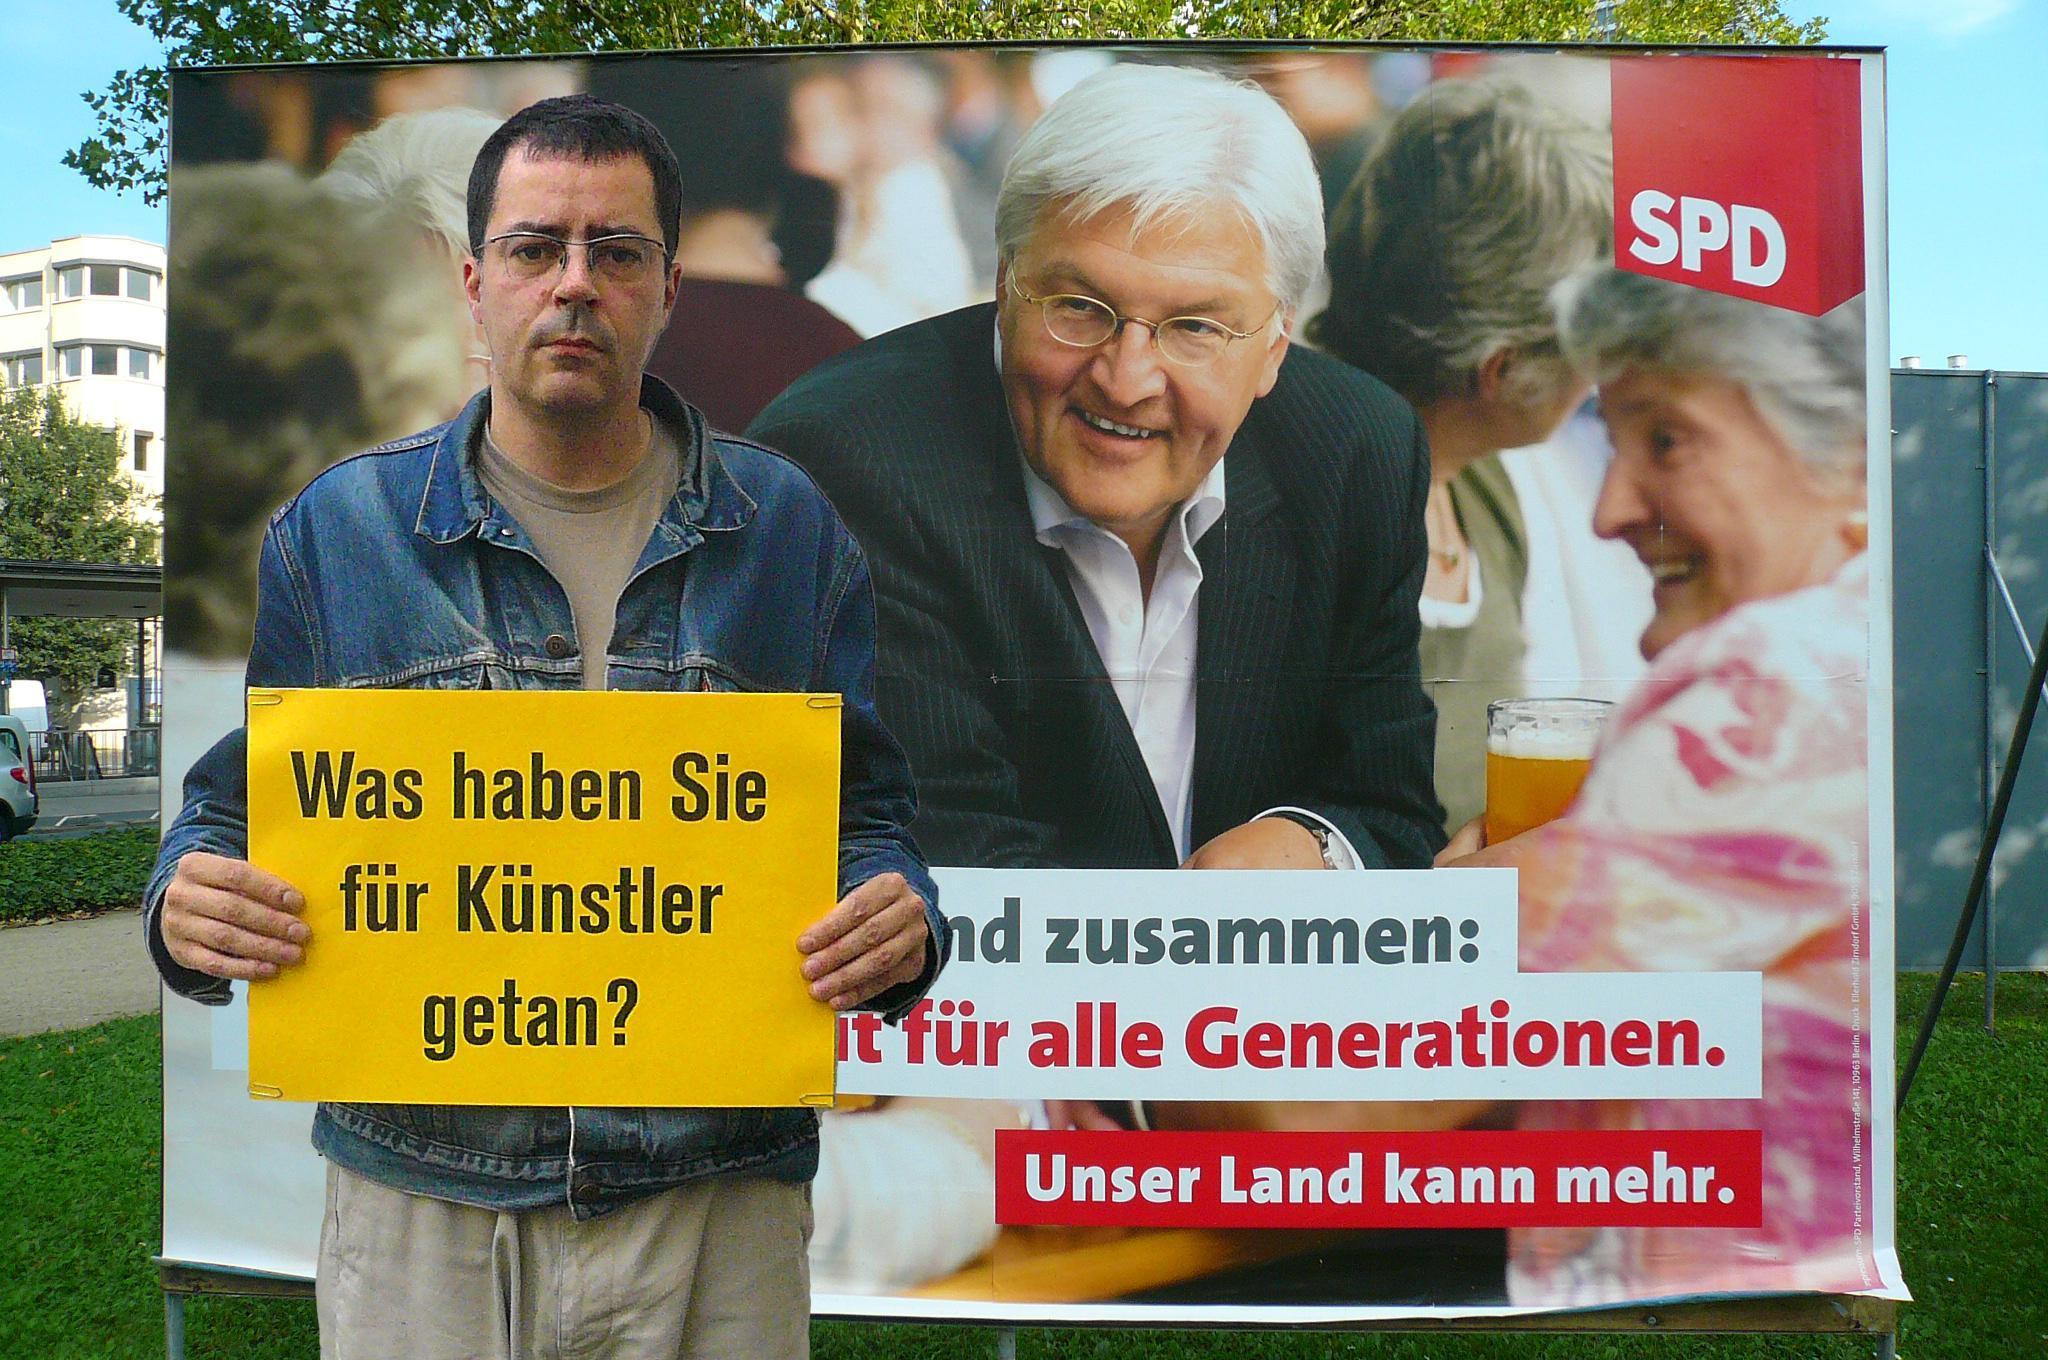 SPD
Was haben Sie
für Künstler
getan?
nd zusammen:
it für alle Generationen.
Unser Land kann mehr.